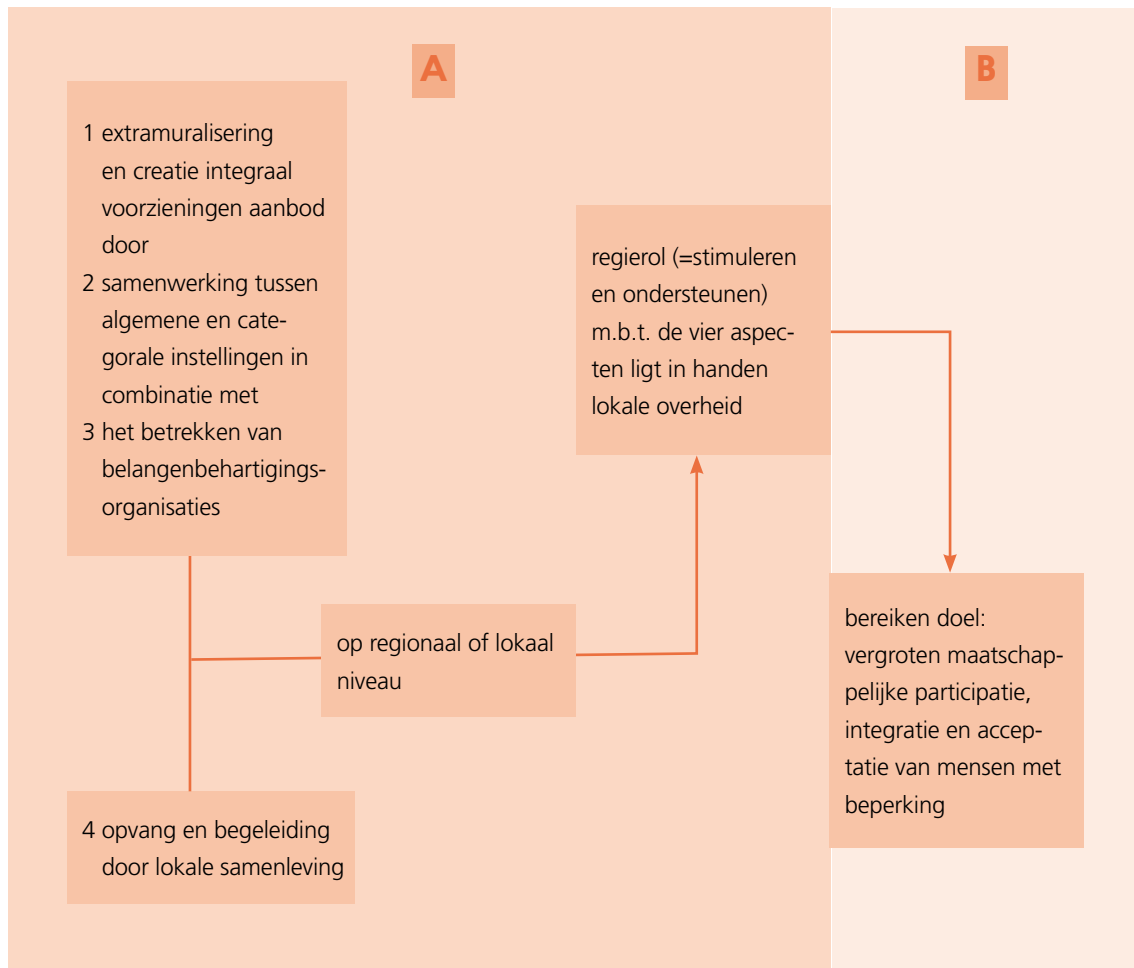 A
B
1 extramuralisering
en creatie integraal
voorzieningen aanbod
door
2 samenwerking tussen
algemene en cate-
gorale instellingen in
combinatie met
3 het betrekken van
belangenbehartigings-
organisaties
regierol (=stimuleren
en ondersteunen)
m.b.t. de vier aspec-
ten ligt in handen
lokale overheid
op regionaal of lokaal
niveau
bereiken doel:
vergroten maatschap-
pelijke participatie,
integratie en accep-
tatie van mensen met
beperking
4 opvang en begeleiding
door lokale samenleving